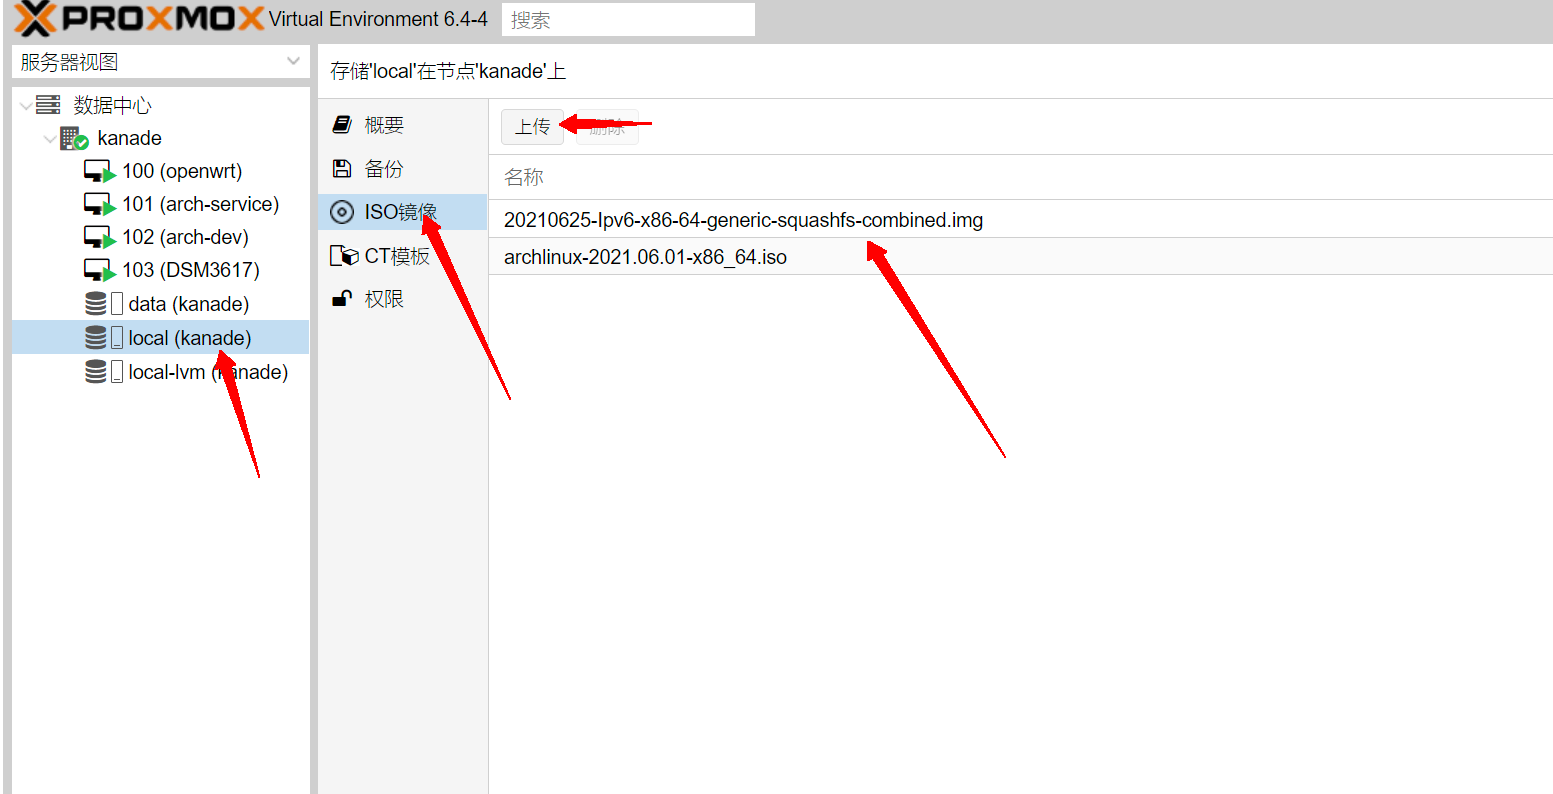 PROXMOX Virtual Environment 6.4-4 搜索
服务器视图
数据中心
kanade
100 (openwrt)
101 (arch-service)
102 (arch-dev)
103 (DSM3617)
data (kanade)
local (kanade)
local-lvm (kanade)
存储'local'在节点'kanade'上
概要
备份
ISO镜像
CT模板
权限
上传 删除
名称
20210625-Ipv6-x86-64-generic-squashfs-combined.img
archlinux-2021.06.01-x86_64.iso